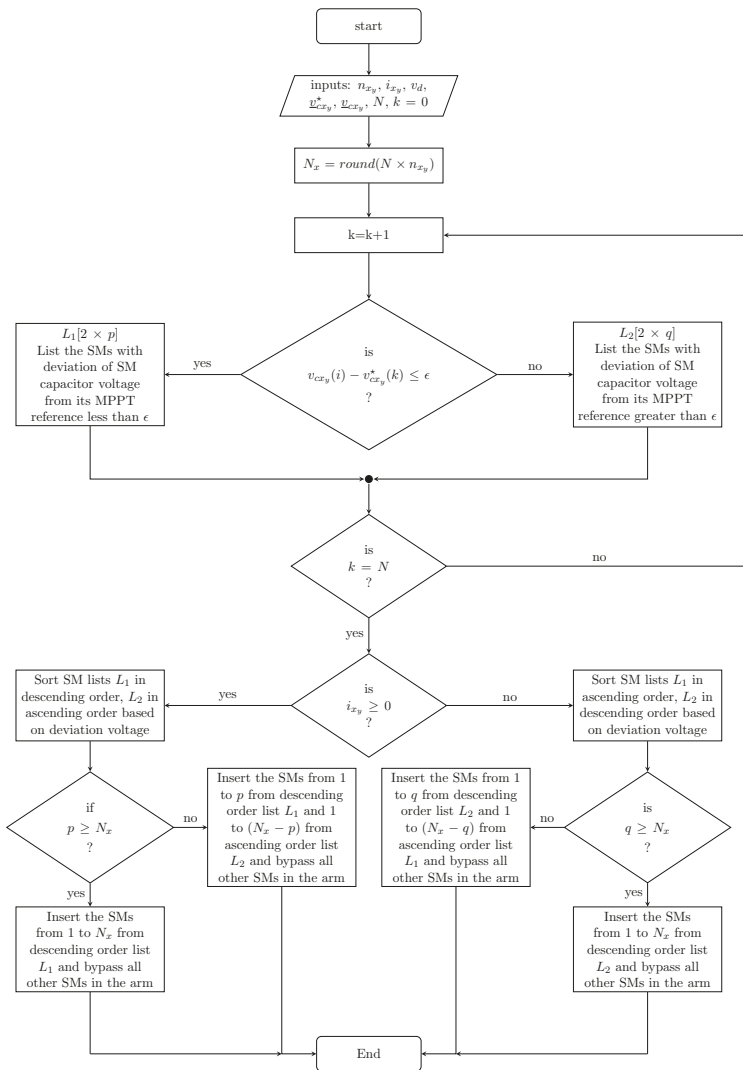 start
inputs: n_{x_y}, i_{x_y}, v_d,
v^⋆_{cx_y}, v_{cx_y}, N, k = 0
N_x = round(N × n_{x_y})
k=k+1
L_1[2 × p]
List the SMs with
deviation of SM
capacitor voltage
from its MPPT
reference less than ϵ
yes
is
v_{cx_y}(i) − v^⋆_{cx_y}(k) ≤ ϵ
?
no
L_2[2 × q]
List the SMs with
deviation of SM
capacitor voltage
from its MPPT
reference greater than ϵ
is
k = N
?
no
yes
Sort SM lists L_1 in
descending order, L_2 in
ascending order based
on deviation voltage
yes
is
i_{x_y} ≥ 0
?
no
Sort SM lists L_1 in
ascending order, L_2 in
descending order based
on deviation voltage
if
p ≥ N_x
?
no
Insert the SMs from 1
to p from descending
order list L_1 and 1
to (N_x − p) from
ascending order list
L_2 and bypass all
other SMs in the arm
Insert the SMs from 1
to q from descending
order list L_2 and 1
to (N_x − q) from
ascending order list
L_1 and bypass all
other SMs in the arm
no
is
q ≥ N_x
?
yes
yes
Insert the SMs
from 1 to N_x from
descending order list
L_1 and bypass all
other SMs in the arm
Insert the SMs
from 1 to N_x from
descending order list
L_2 and bypass all
other SMs in the arm
End